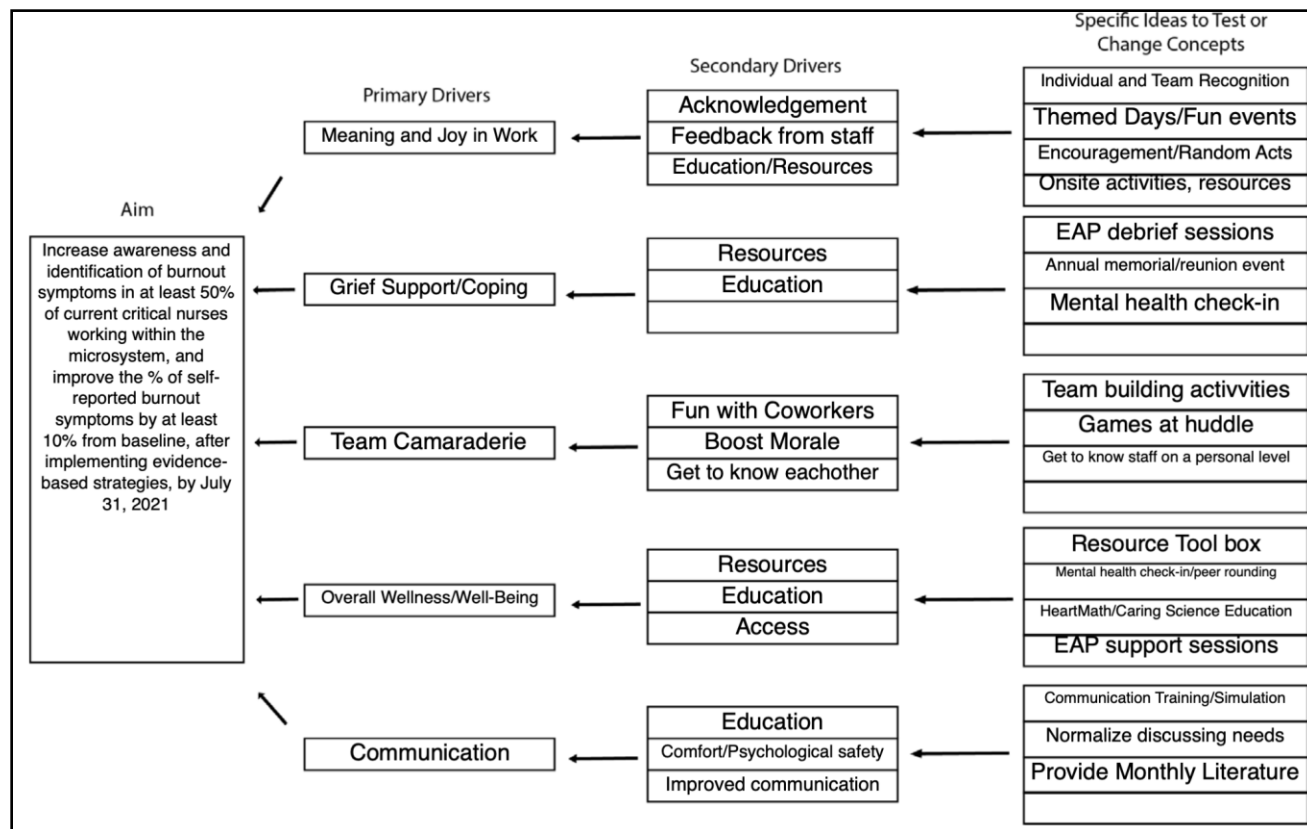 Specific Ideas to Test or
Change Concepts
Secondary Drivers
Primary Drivers
Aim
Increase awareness and
identification of burnout
symptoms in at least 50%
of current critical nurses
working within the
microsystem, and
improve the % of self-
reported burnout
symptoms by at least
10% from baseline, after
implementing evidence-
based strategies, by July
31, 2021
Meaning and Joy in Work
Acknowledgement
Feedback from staff
Education/Resources
Individual and Team Recognition
Themed Days/Fun events
Encouragement/Random Acts
Onsite activities, resources
Grief Support/Coping
Resources
Education
EAP debrief sessions
Annual memorial/reunion event
Mental health check-in
Team Camaraderie
Fun with Coworkers
Boost Morale
Get to know eachother
Team building activvities
Games at huddle
Get to know staff on a personal level
Overall Wellness/Well-Being
Resources
Education
Access
Resource Tool box
Mental health check-in/peer rounding
HeartMath/Caring Science Education
EAP support sessions
Communication
Education
Comfort/Psychological safety
Improved communication
Communication Training/Simulation
Normalize discussing needs
Provide Monthly Literature